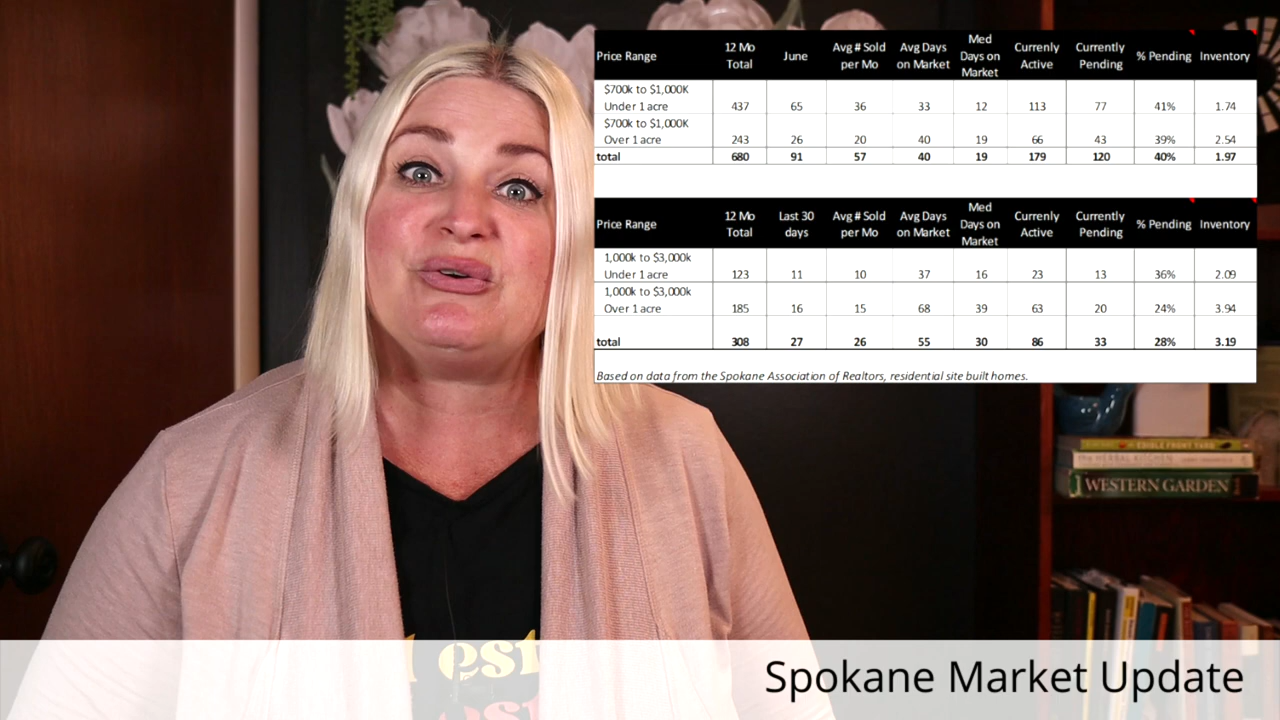 Price Range 12 Mo Total June Avg # Sold per Mo Avg Days on Market Med Days on Market Currenly Active Currently Pending % Pending Inventory
$700k to $1,000K
Under 1 acre 437 65 36 33 12 113 77 41% 1.74
$700k to $1,000K
Over 1 acre 243 26 20 40 19 66 43 39% 2.54
total 680 91 57 40 19 179 120 40% 1.97
Price Range 12 Mo Total Last 30 days Avg # Sold per Mo Avg Days on Market Med Days on Market Currenly Active Currently Pending % Pending Inventory
1,000k to $3,000k
Under 1 acre 123 11 10 37 16 23 13 36% 2.09
1,000k to $3,000k
Over 1 acre 185 16 15 68 39 63 20 24% 3.94
total 308 27 26 55 30 86 33 28% 3.19
Based on data from the Spokane Association of Realtors, residential site built homes.
EDIBLE FRONT YARD
the HERBAL KITCHEN
WESTERN GARDEN
est
Spokane Market Update